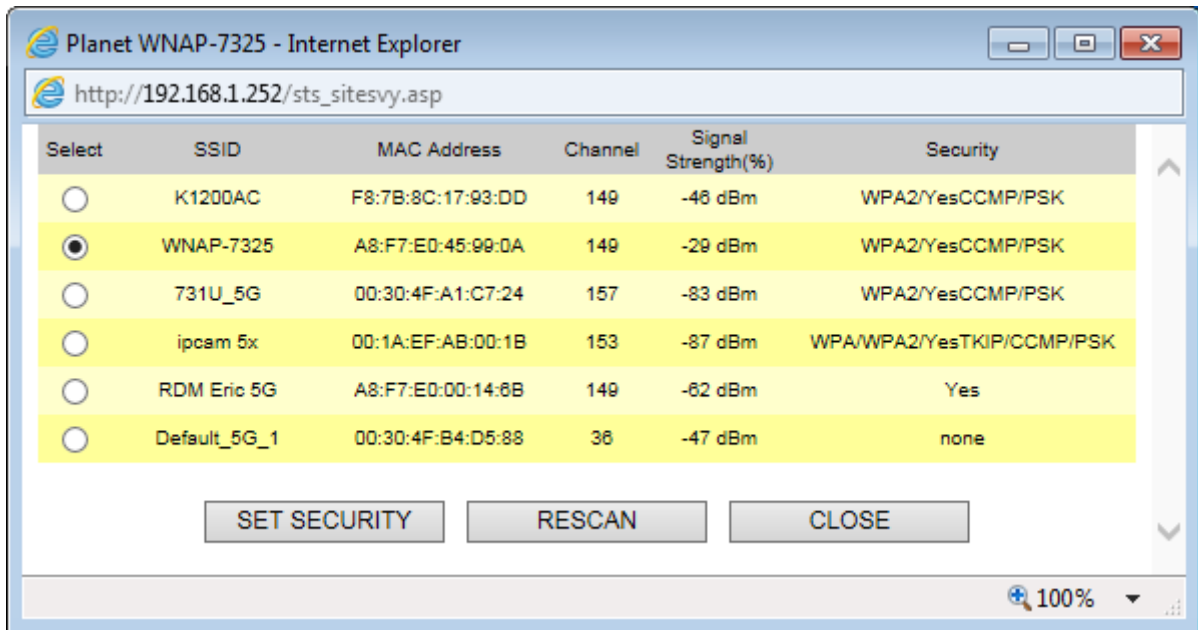 Planet WNAP-7325 - Internet Explorer
http://192.168.1.252/sts_sitesvy.asp
Select SSID MAC Address Channel Signal Strength(%) Security
K1200AC F8:7B:8C:17:93:DD 149 -46 dBm WPA2/YesCCMP/PSK
WNAP-7325 A8:F7:E0:45:99:0A 149 -29 dBm WPA2/YesCCMP/PSK
731U_5G 00:30:4F:A1:C7:24 157 -83 dBm WPA2/YesCCMP/PSK
ipcam 5x 00:1A:EF:AB:00:1B 153 -87 dBm WPA/WPA2/YesTKIP/CCMP/PSK
RDM Eric 5G A8:F7:E0:00:14:6B 149 -62 dBm Yes
Default_5G_1 00:30:4F:B4:D5:88 36 -47 dBm none
SET SECURITY RESCAN CLOSE
100%